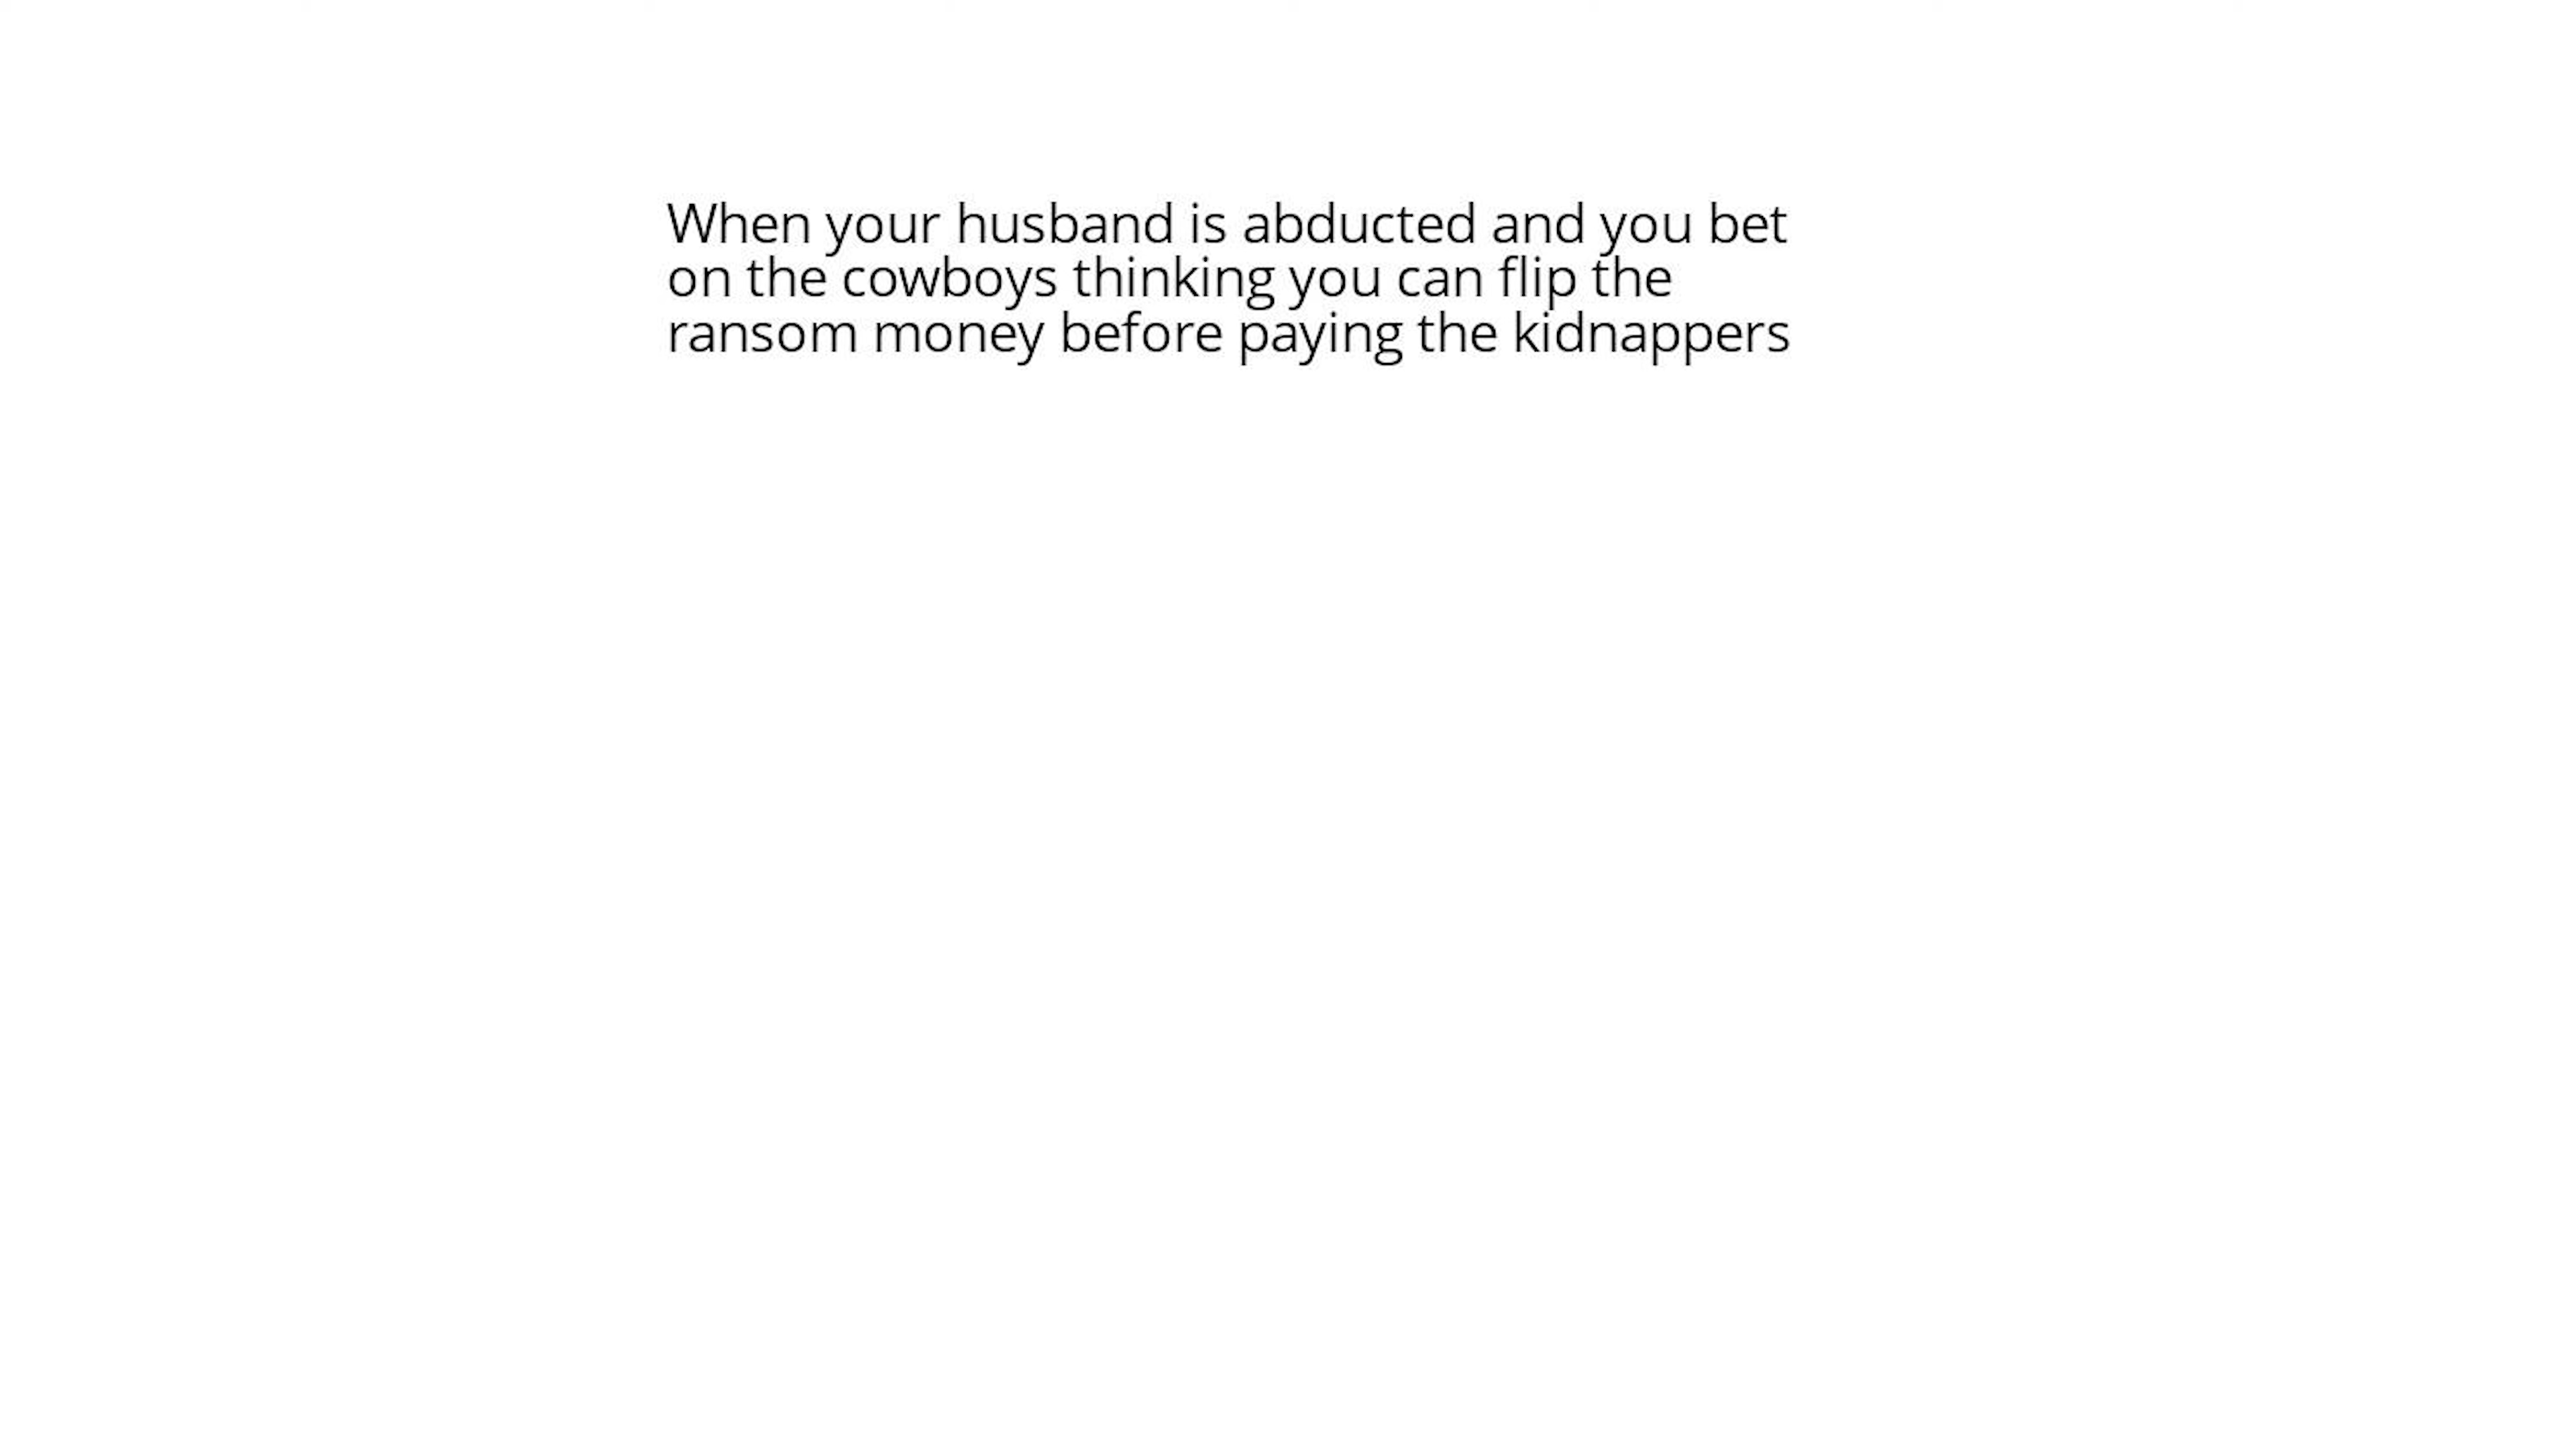 When your husband is abducted and you bet
on the cowboys thinking you can flip the
ransom money before paying the kidnappers